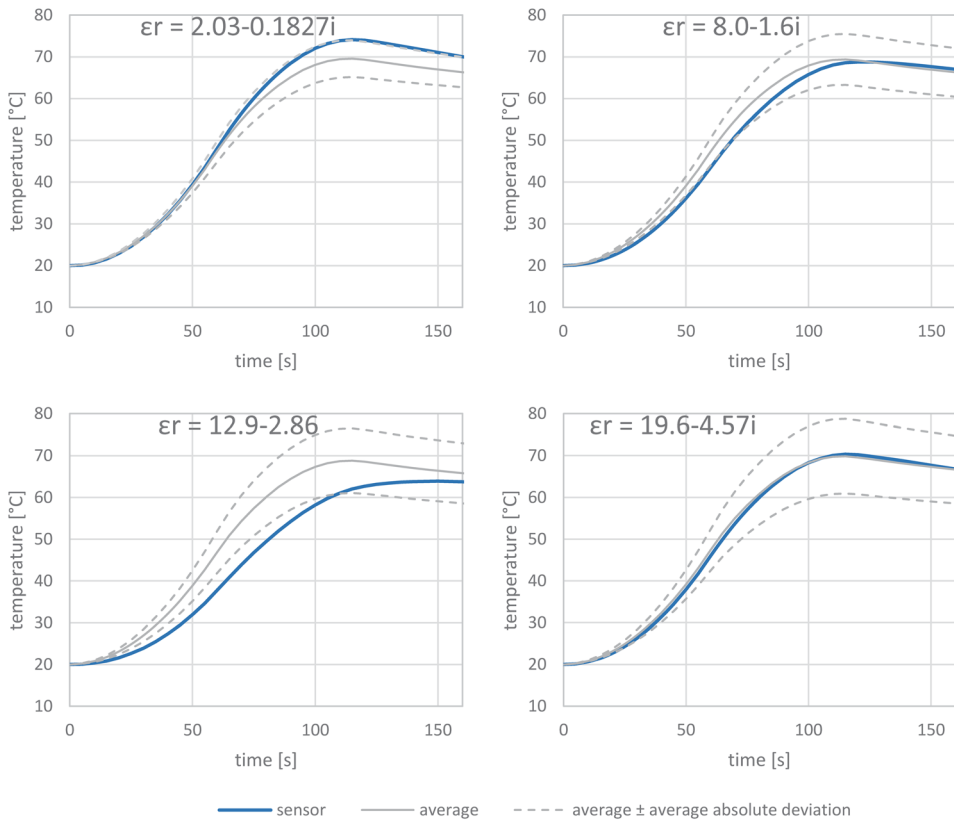 εr = 2.03-0.1827i
80
70
60
50
40
30
20
10
temperature [°C]
0 50 100 150
time [s]
εr = 8.0-1.6i
80
70
60
50
40
30
20
10
temperature [°C]
0 50 100 150
time [s]
εr = 12.9-2.86
80
70
60
50
40
30
20
10
temperature [°C]
0 50 100 150
time [s]
εr = 19.6-4.57i
80
70
60
50
40
30
20
10
temperature [°C]
0 50 100 150
time [s]
sensor average average ± average absolute deviation